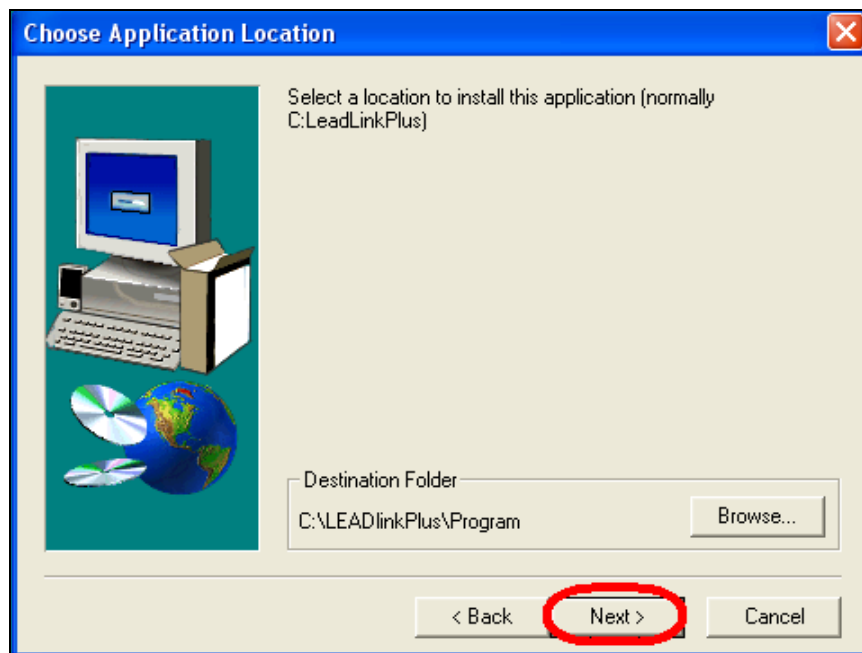 Choose Application Location
Select a location to install this application (normally
C:LeadLinkPlus)
Destination Folder
C:\LEADlinkPlus\Program
Browse...
< Back
Next >
Cancel